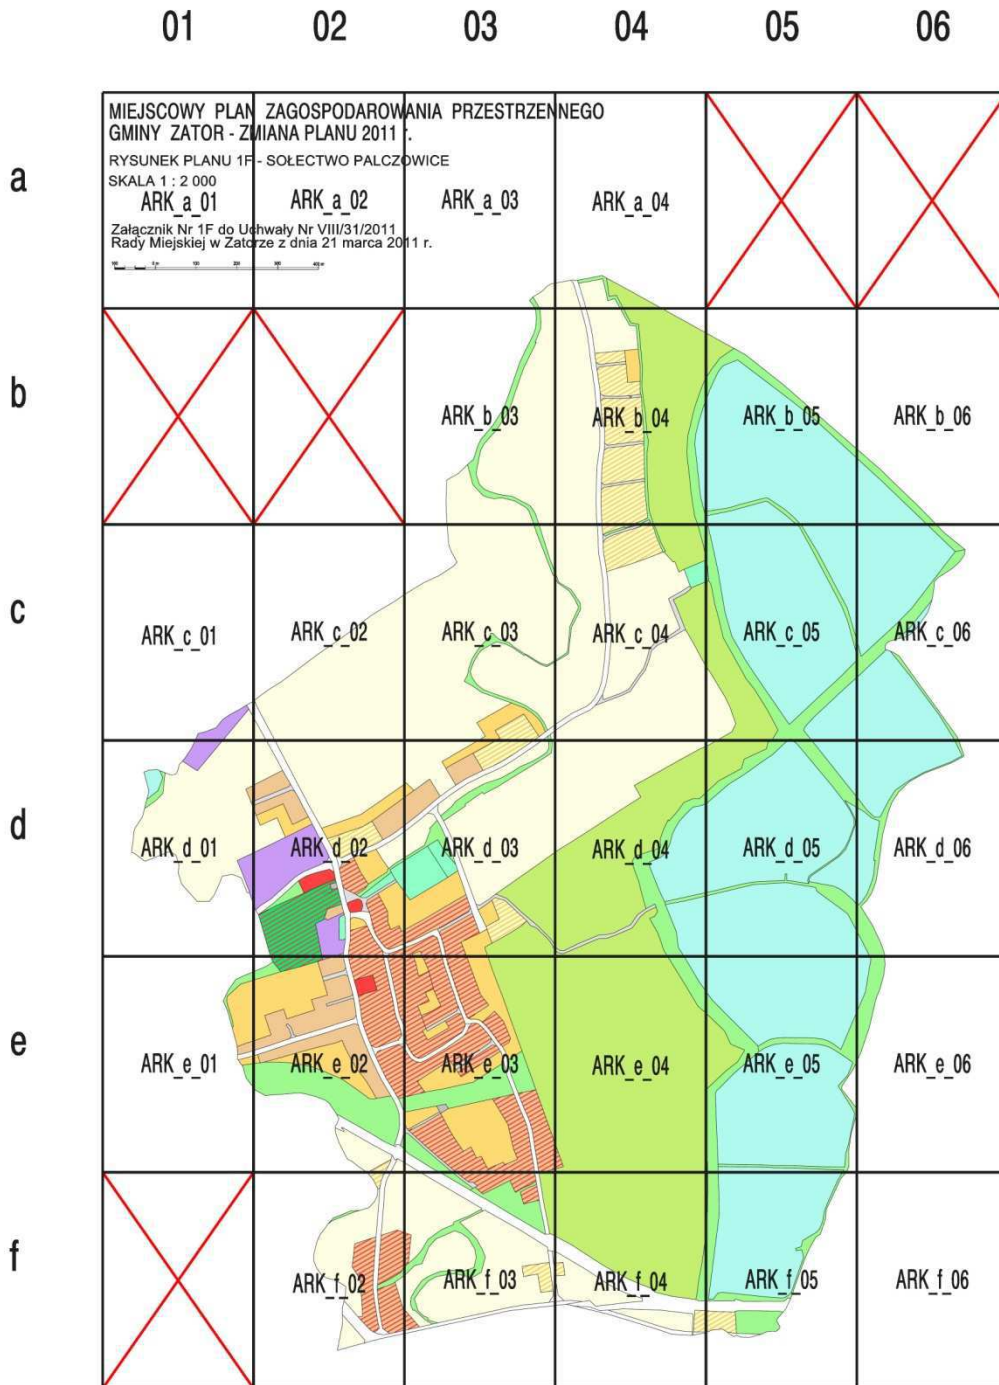 01 02 03 04 05 06
MIEJSCOWY PLAN ZAGOSPODAROWANIA PRZESTRZENNEGO
GMINY ZATOR - ZMIANA PLANU 2011 r.
RYSUNEK PLANU 1F - SOŁECTWO PALCZOWICE
SKALA 1 : 2 000
a
ARK_a_01 ARK_a_02 ARK_a_03 ARK_a_04
Załącznik Nr 1F do Uchwały Nr VIII/31/2011
Rady Miejskiej w Zatorze z dnia 21 marca 2011 r.
b
ARK_b_03 ARK_b_04 ARK_b_05 ARK_b_06
c
ARK_c_01 ARK_c_02 ARK_c_03 ARK_c_04 ARK_c_05 ARK_c_06
d
ARK_d_01 ARK_d_02 ARK_d_03 ARK_d_04 ARK_d_05 ARK_d_06
e
ARK_e_01 ARK_e_02 ARK_e_03 ARK_e_04 ARK_e_05 ARK_e_06
f
ARK_f_02 ARK_f_03 ARK_f_04 ARK_f_05 ARK_f_06